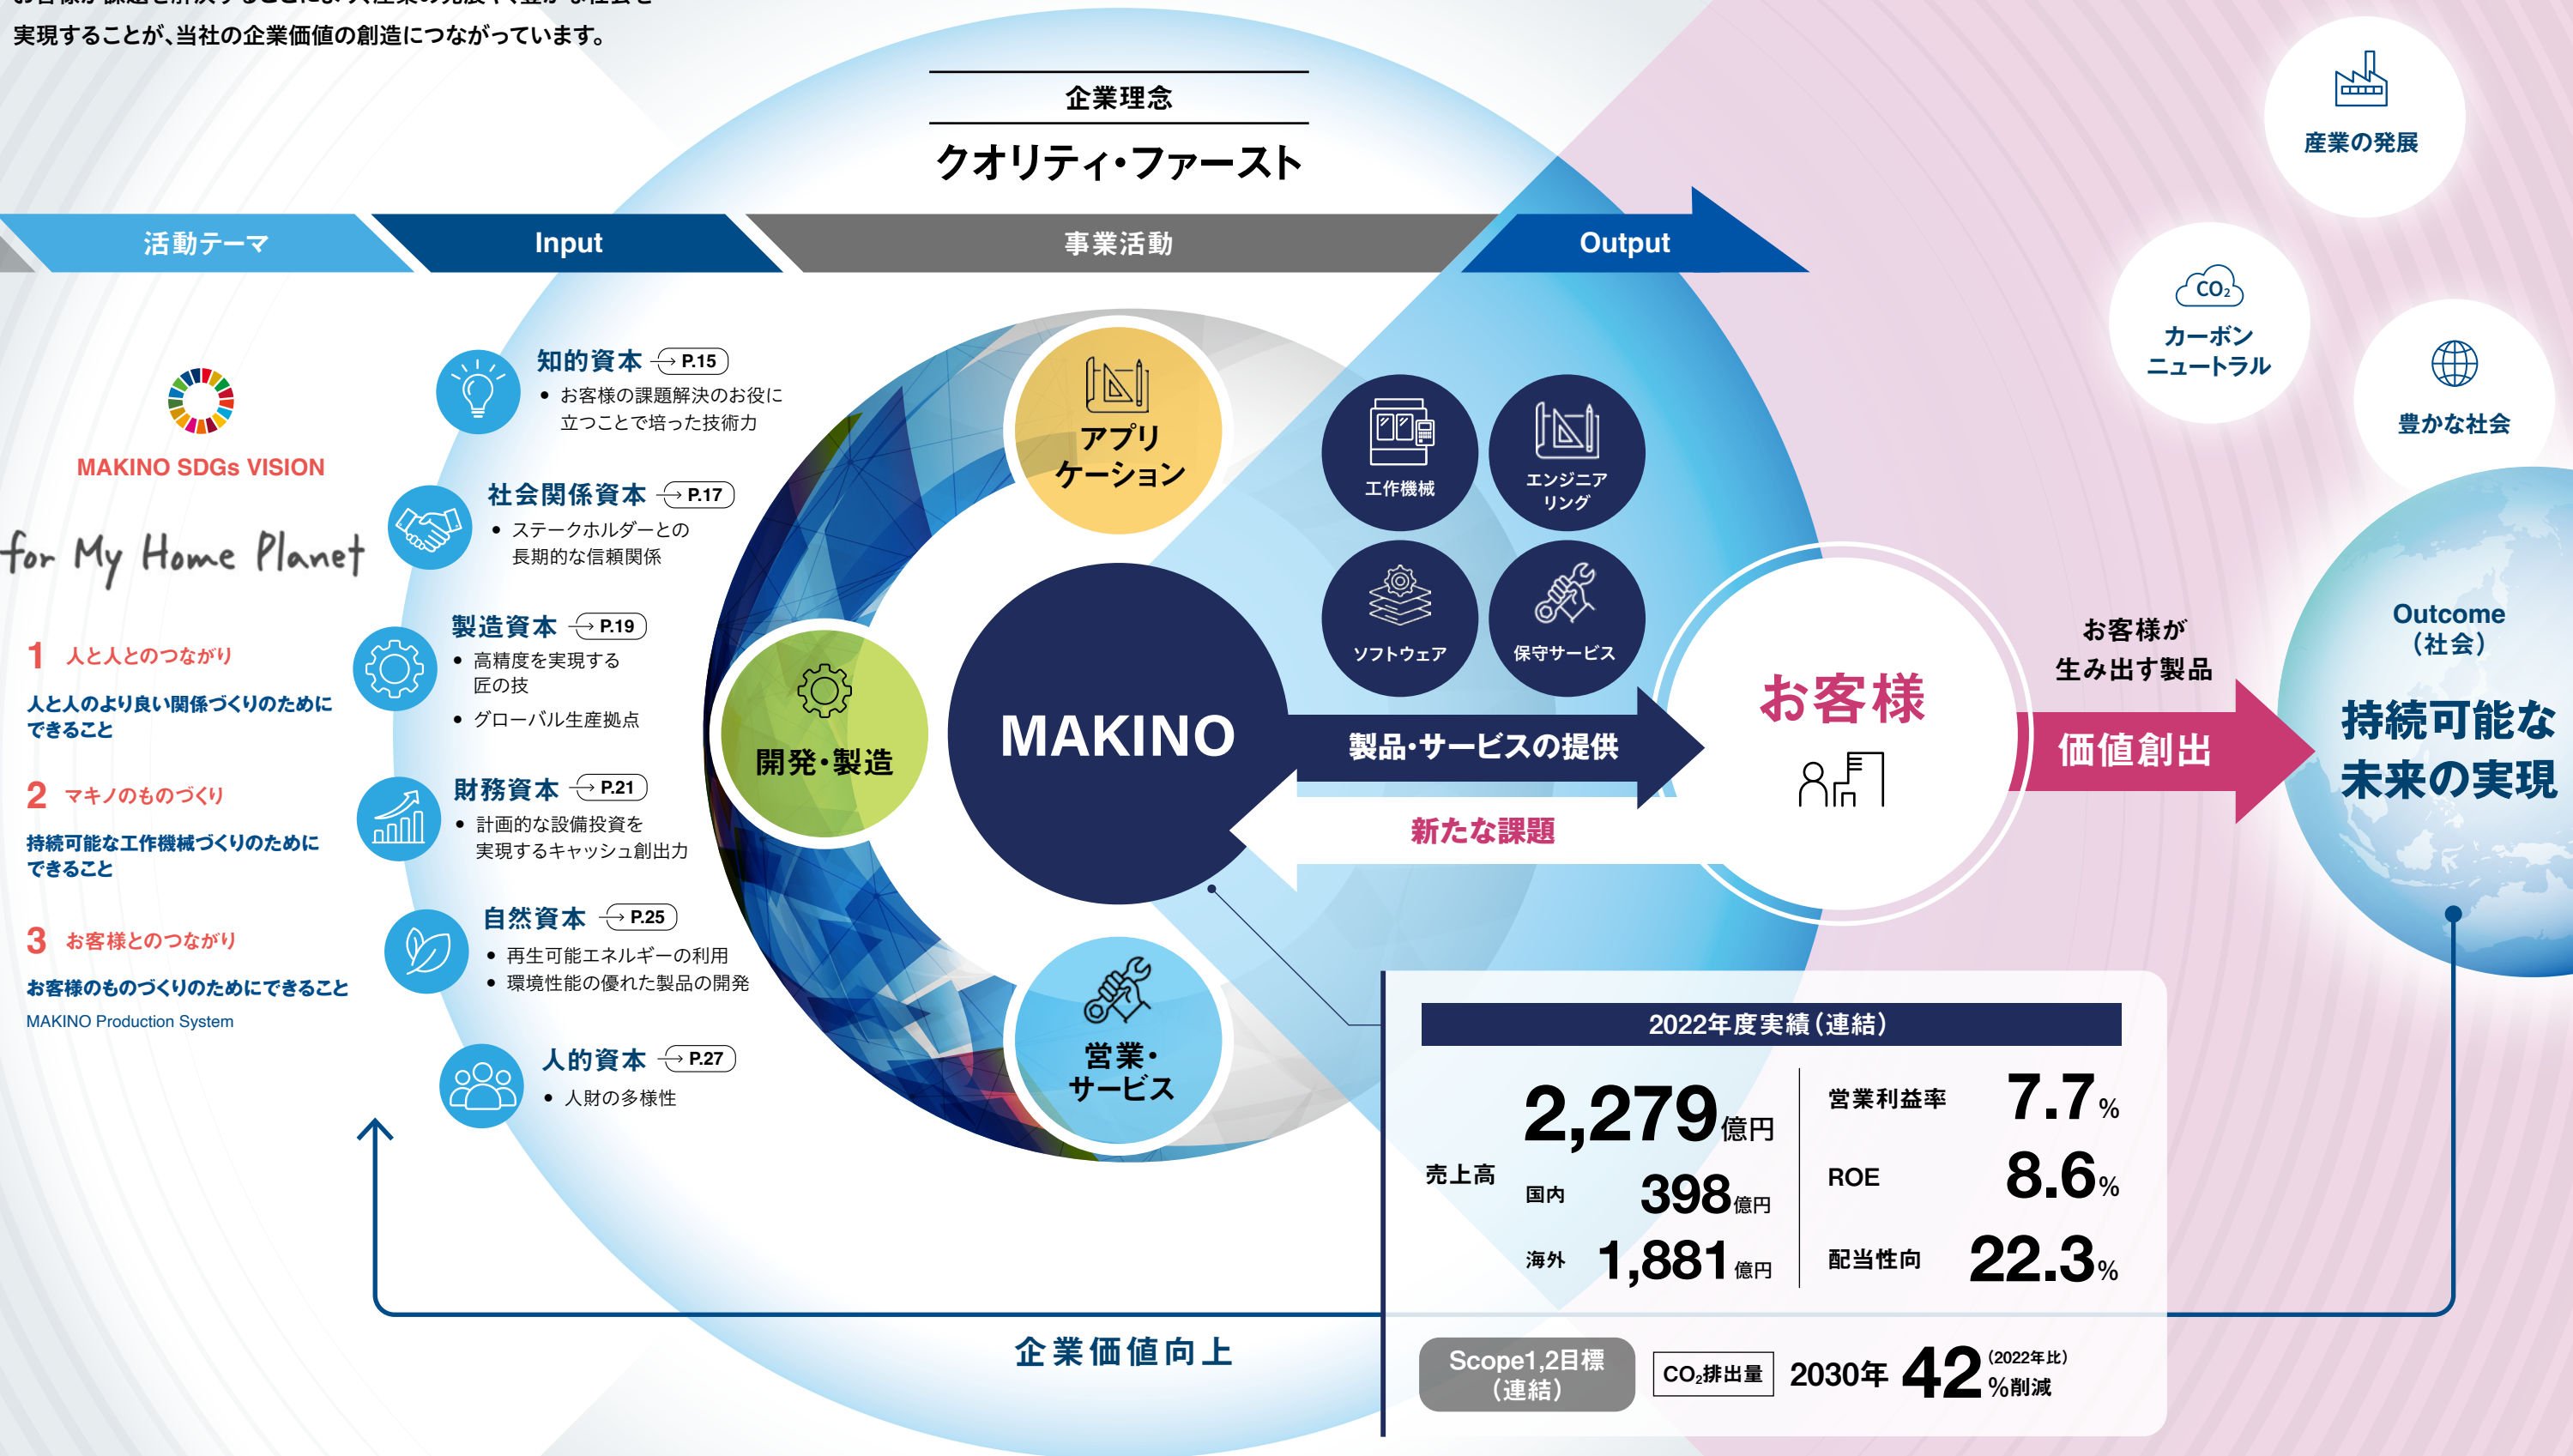 実現することが、当社の企業価値の創造につながっています。
企業理念
クオリティ・ファースト
活動テーマ
Input
事業活動
Output
MAKINO SDGs VISION
for My Home Planet
1 人と人とのつながり
人と人のより良い関係づくりのために
できること
2 マキノのものづくり
持続可能な工作機械づくりのために
できること
3 お客様とのつながり
お客様のものづくりのためにできること
MAKINO Production System
知的資本 P.15
• お客様の課題解決のお役に
立つことで培った技術力
社会関係資本 P.17
• ステークホルダーとの
長期的な信頼関係
製造資本 P.19
• 高精度を実現する
匠の技
• グローバル生産拠点
財務資本 P.21
• 計画的な設備投資を
実現するキャッシュ創出力
自然資本 P.25
• 再生可能エネルギーの利用
• 環境性能の優れた製品の開発
人的資本 P.27
• 人財の多様性
アプリ
ケーション
開発・製造
営業・
サービス
MAKINO
工作機械
エンジニア
リング
ソフトウェア
保守サービス
製品・サービスの提供
新たな課題
お客様
お客様が
生み出す製品
価値創出
産業の発展
CO2
カーボン
ニュートラル
豊かな社会
Outcome
（社会）
持続可能な
未来の実現
企業価値向上
2022年度実績（連結）
売上高
2,279億円
国内 398億円
海外 1,881億円
営業利益率 7.7%
ROE 8.6%
配当性向 22.3%
Scope1,2目標
（連結）
CO2排出量 2030年 42%削減（2022年比）